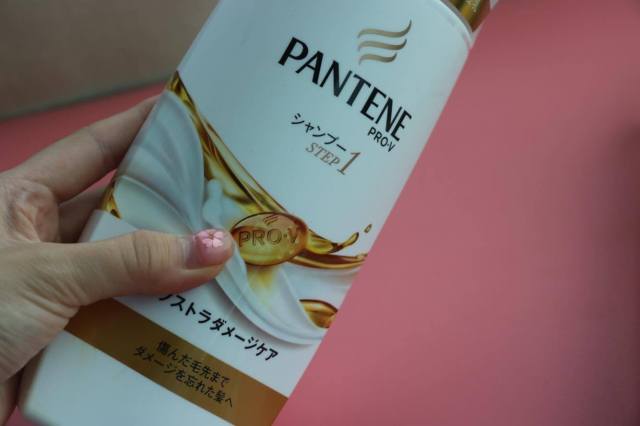 PANTENE
PRO-V
シャンプー
STEP 1
PRO-V
ストラダメージケア
傷んだ毛先まで
ダメージを忘れた髪へ